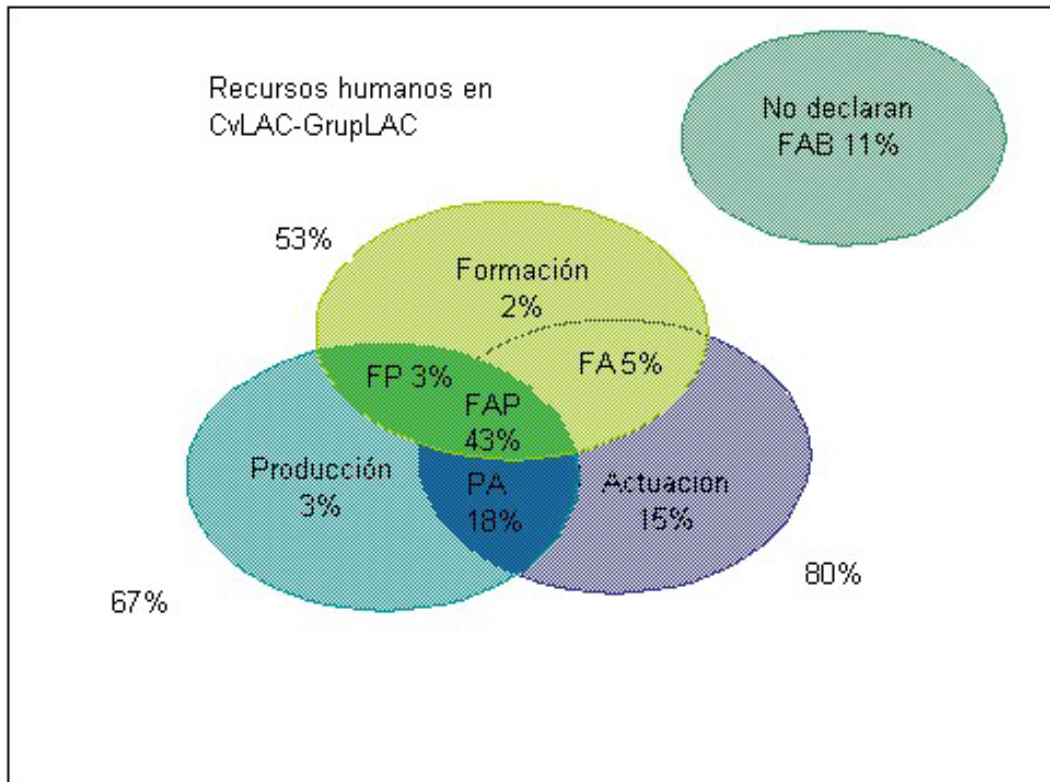 Recursos humanos en
CvLAC-GrupLAC
No declaran
FAB 11%
53%
Formación
2%
FP 3%
FA 5%
FAP
43%
Producción
3%
PA
18%
Actuación
15%
80%
67%